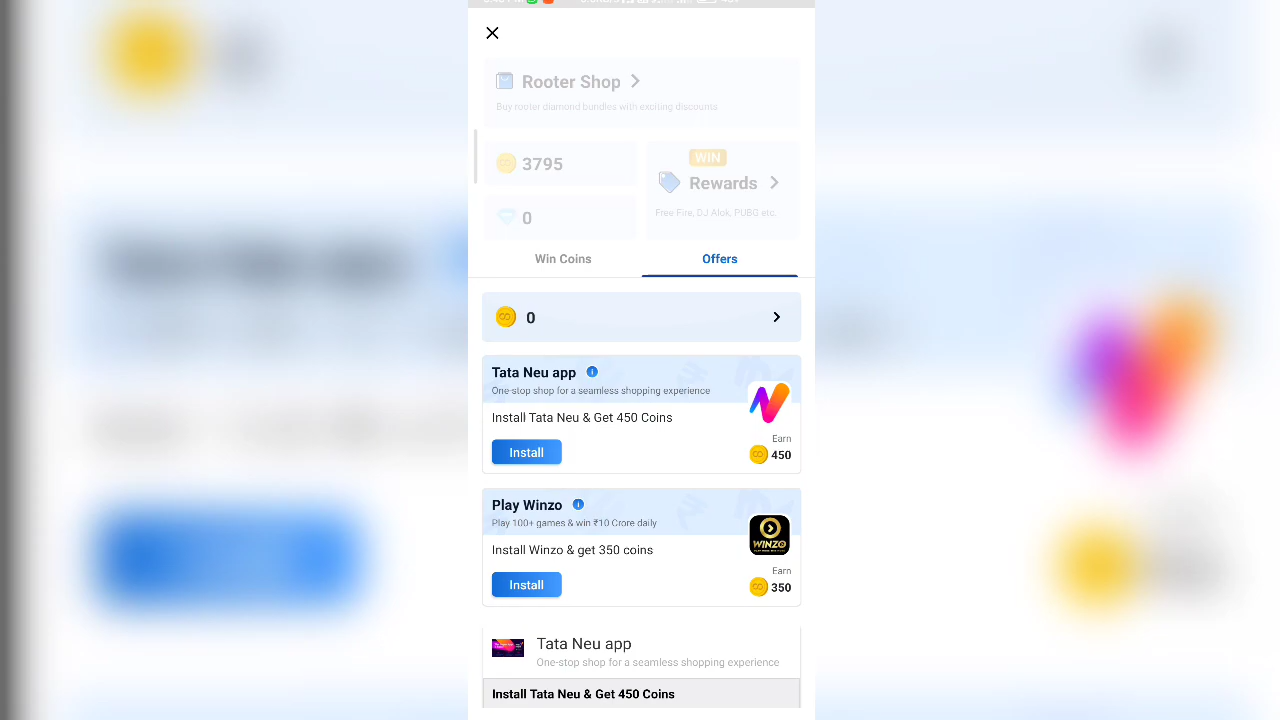 Rooter Shop
Buy rooter diamond bundles with exciting discounts
3795
WIN
Rewards
0
Free Fire, DJ Alok, PUBG etc.
Win Coins
Offers
0
Tata Neu app
One-stop shop for a seamless shopping experience
Install Tata Neu & Get 450 Coins
Install
Earn
450
Play Winzo
Play 100+ games & win ₹10 Crore daily
WINZO
Install Winzo & get 350 coins
Install
Earn
350
Tata Neu app
One-stop shop for a seamless shopping experience
Install Tata Neu & Get 450 Coins